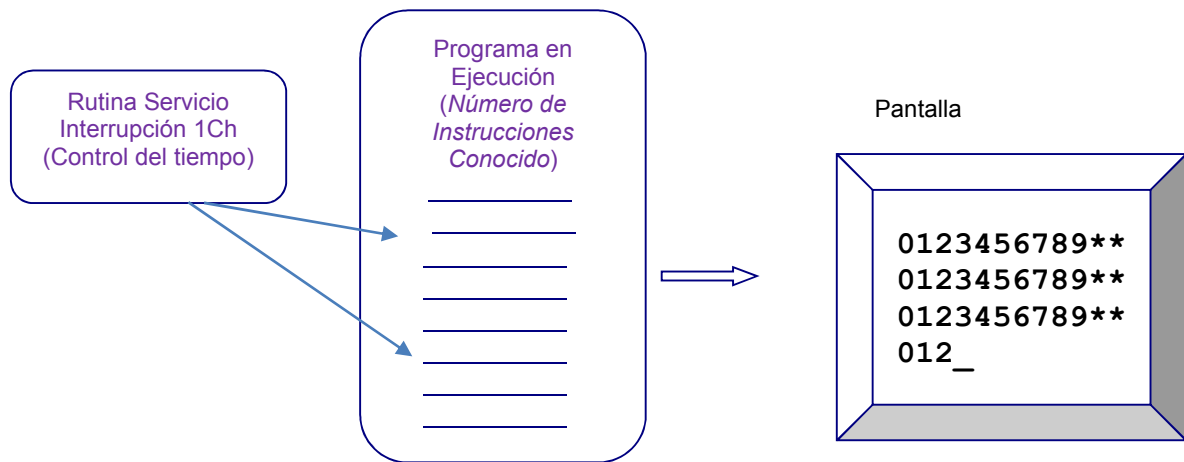 Rutina Servicio
Interrupción 1Ch
(Control del tiempo)
Programa en
Ejecución
(Número de
Instrucciones
Conocido)
Pantalla
0123456789**
0123456789**
0123456789**
012_